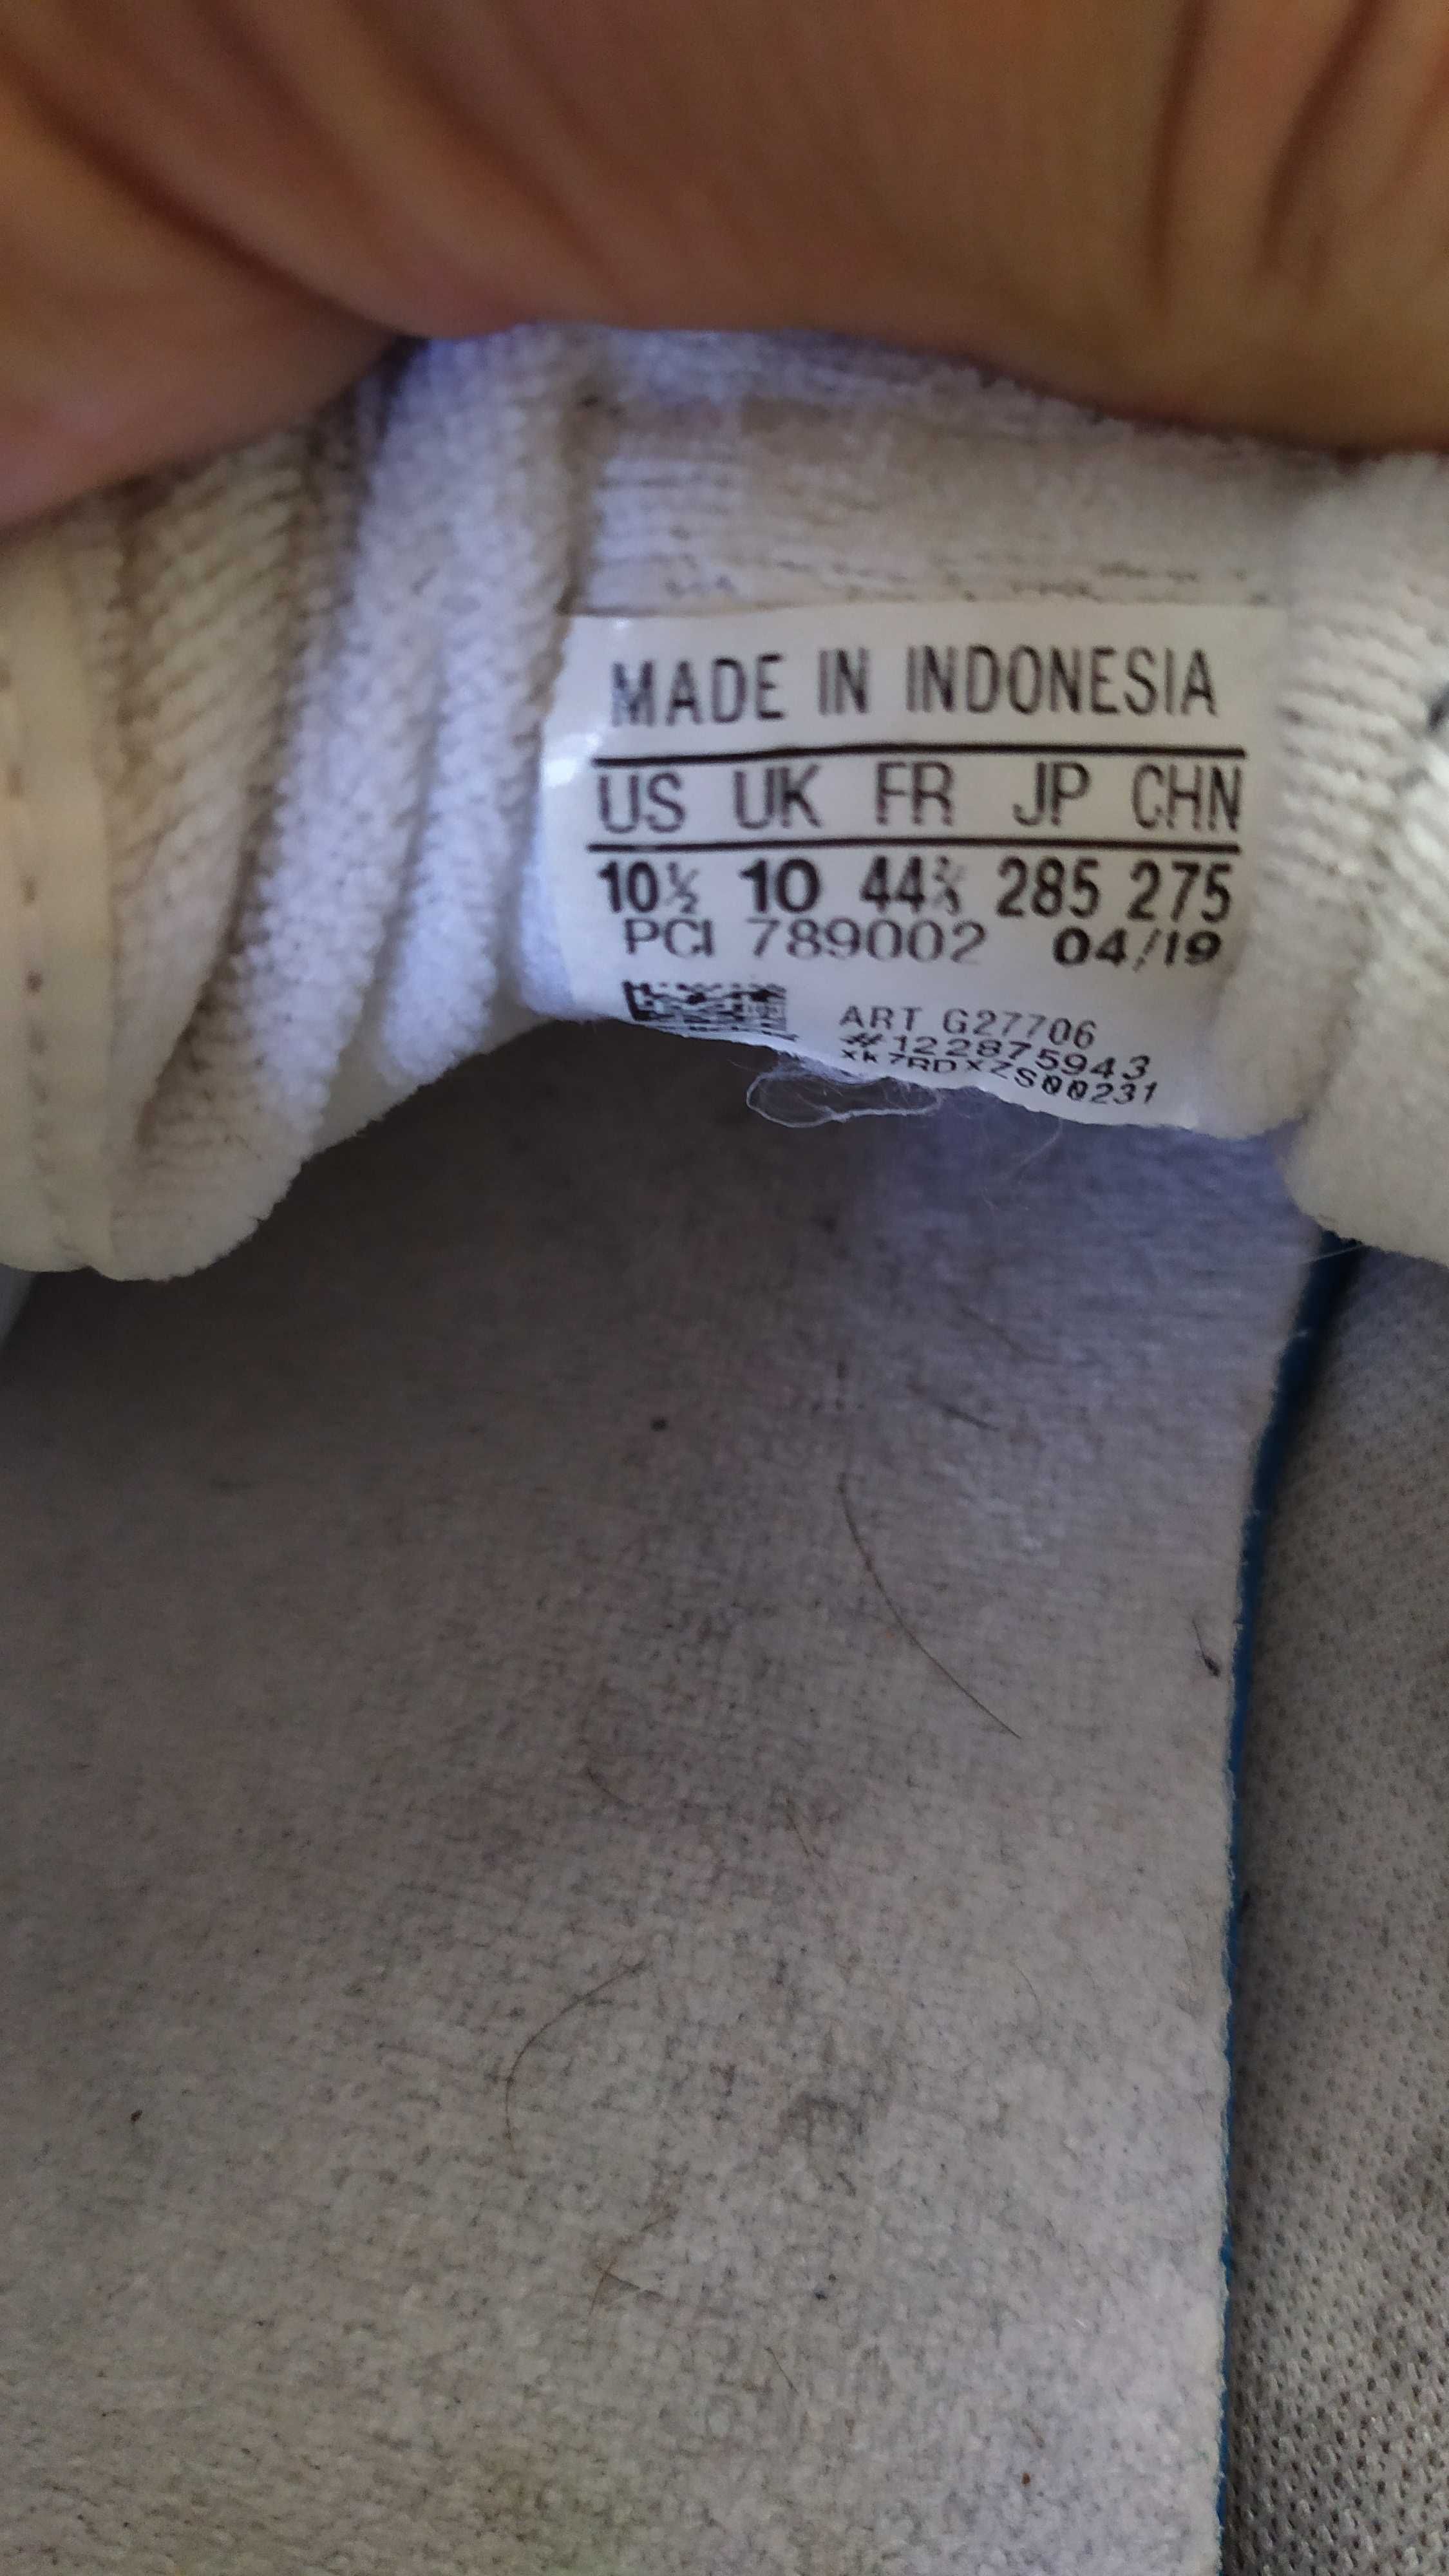 MADE IN INDONESIA
US UK FR JP CHN
10½ 10 44⅔ 285 275
PCI 789002 04/19
ART G27706
#122875943
xk7RDXZS00231